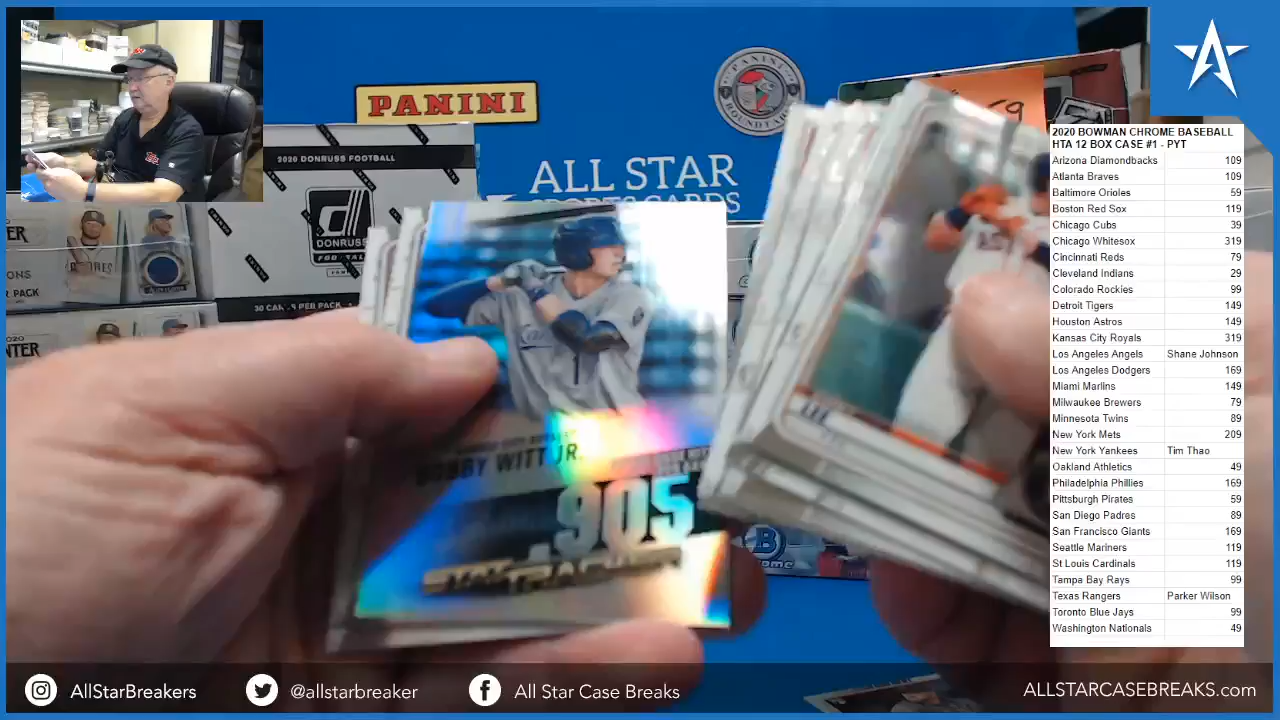 PANINI
PANINI
2020 DONRUSS FOOTBALL
ALL STAR
DONRUSS
30 CARDS PER PACK
BOBBY WITT JR.
905
LEE
2020 BOWMAN CHROME BASEBALL
HTA 12 BOX CASE #1 - PYT
Arizona Diamondbacks 109
Atlanta Braves 109
Baltimore Orioles 59
Boston Red Sox 119
Chicago Cubs 39
Chicago Whitesox 319
Cincinnati Reds 79
Cleveland Indians 29
Colorado Rockies 99
Detroit Tigers 149
Houston Astros 149
Kansas City Royals 319
Los Angeles Angels Shane Johnson
Los Angeles Dodgers 169
Miami Marlins 149
Milwaukee Brewers 79
Minnesota Twins 89
New York Mets 209
New York Yankees Tim Thao
Oakland Athletics 49
Philadelphia Phillies 169
Pittsburgh Pirates 59
San Diego Padres 89
San Francisco Giants 169
Seattle Mariners 119
St Louis Cardinals 119
Tampa Bay Rays 99
Texas Rangers Parker Wilson
Toronto Blue Jays 99
Washington Nationals 49
AllStarBreakers
@allstarbreaker
All Star Case Breaks
ALLSTARCASEBREAKS.com